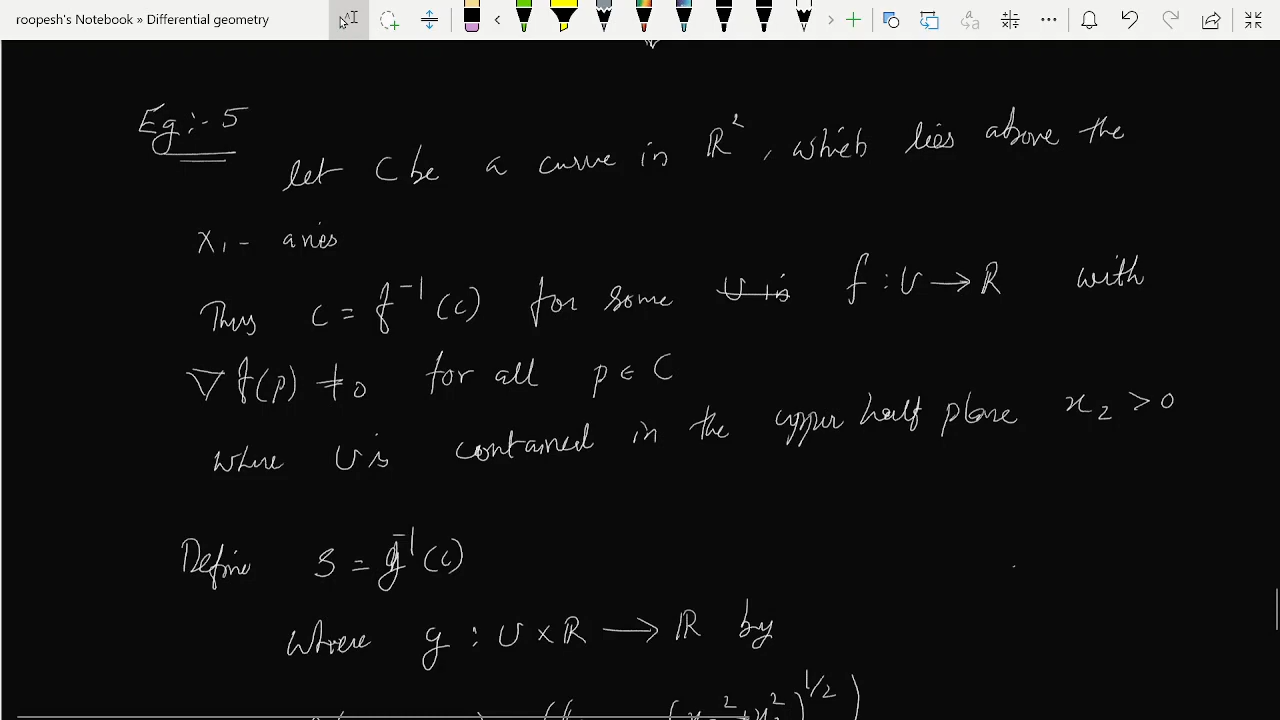 roopesh's Notebook » Differential geometry
Eg :- 5
let C be a curve in ℝ², which lies above the
x₁ - axis
Thus C = f⁻¹(c) for some f : U → ℝ with
∇f(p) ≠ 0 for all p ∈ C
where U is contained in the upper half plane x₂ > 0
Define S = g⁻¹(c)
where g : U × ℝ → ℝ by